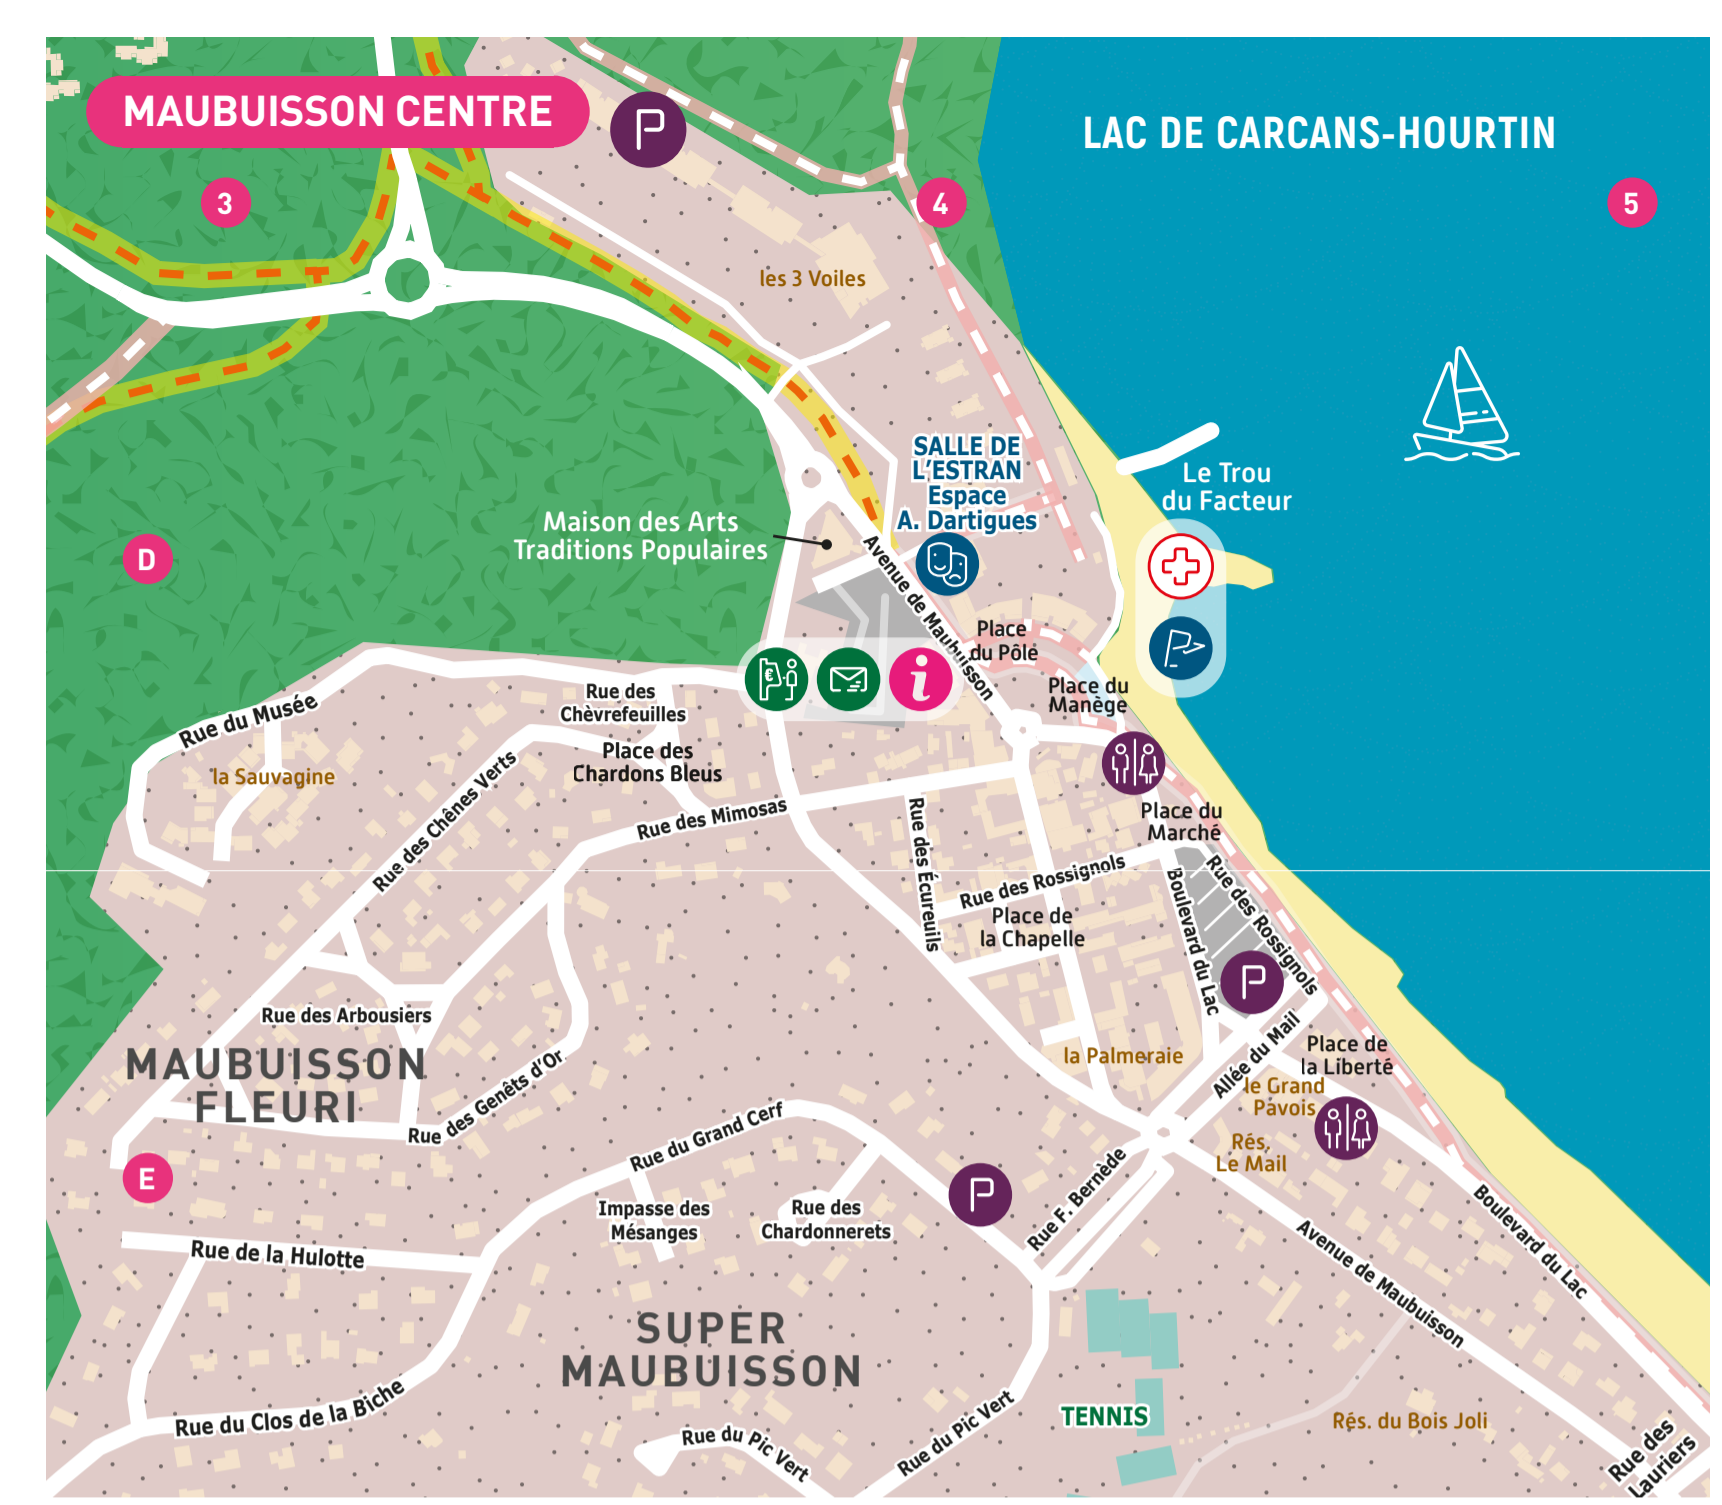 MAUBUISSON CENTRE
P
LAC DE CARCANS-HOURTIN
3
4
5
les 3 Voiles
SALLE DE
L'ESTRAN
Espace
A. Dartigues
Le Trou
du Facteur
Maison des Arts
Traditions Populaires
D
Avenue de Maubuisson
Place
du Pôle
€
i
Place du
Manège
Rue des
Chèvrefeuilles
Rue du Musée
la Sauvagine
Place des
Chardons Bleus
Rue des Chênes Verts
Rue des Mimosas
Place du
Marché
Rue des Écureuils
Rue des Rossignols
Place de
la Chapelle
Boulevard du Lac
Rue des Rossignols
P
Rue des Arbousiers
MAUBUISSON
FLEURI
Rue des Genêts d'Or
la Palmeraie
Allée du Mail
Place de
la Liberté
le Grand
Pavois
Rés.
Le Mail
Rue du Grand Cerf
E
P
Rue F. Bernède
Impasse des
Mésanges
Rue des
Chardonnerets
Boulevard du Lac
Avenue de Maubuisson
Rue de la Hulotte
SUPER
MAUBUISSON
Rue du Clos de la Biche
Rue du Pic Vert
Rue du Pic Vert
TENNIS
Rés. du Bois Joli
Rue des
Lauriers